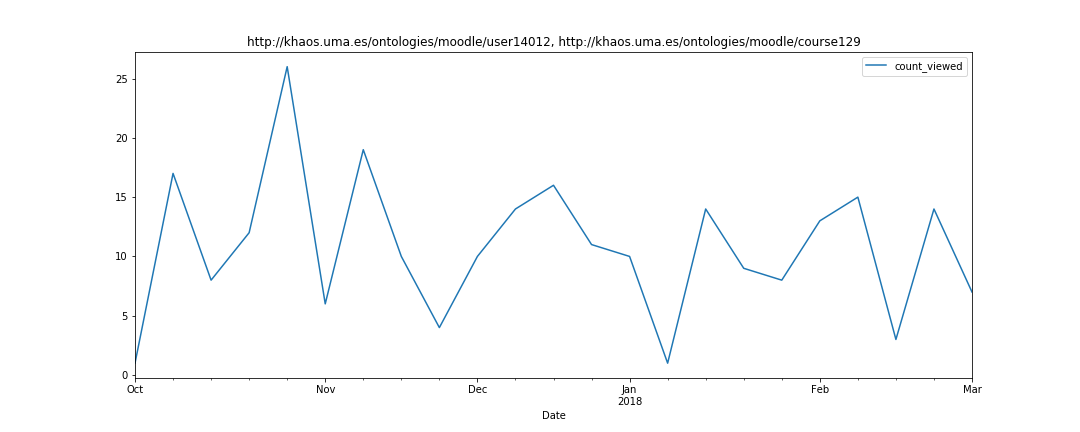 http://khaos.uma.es/ontologies/moodle/user14012, http://khaos.uma.es/ontologies/moodle/course129
count_viewed
25
20
15
10
5
0
Oct Nov Dec Jan Feb Mar
2018
Date